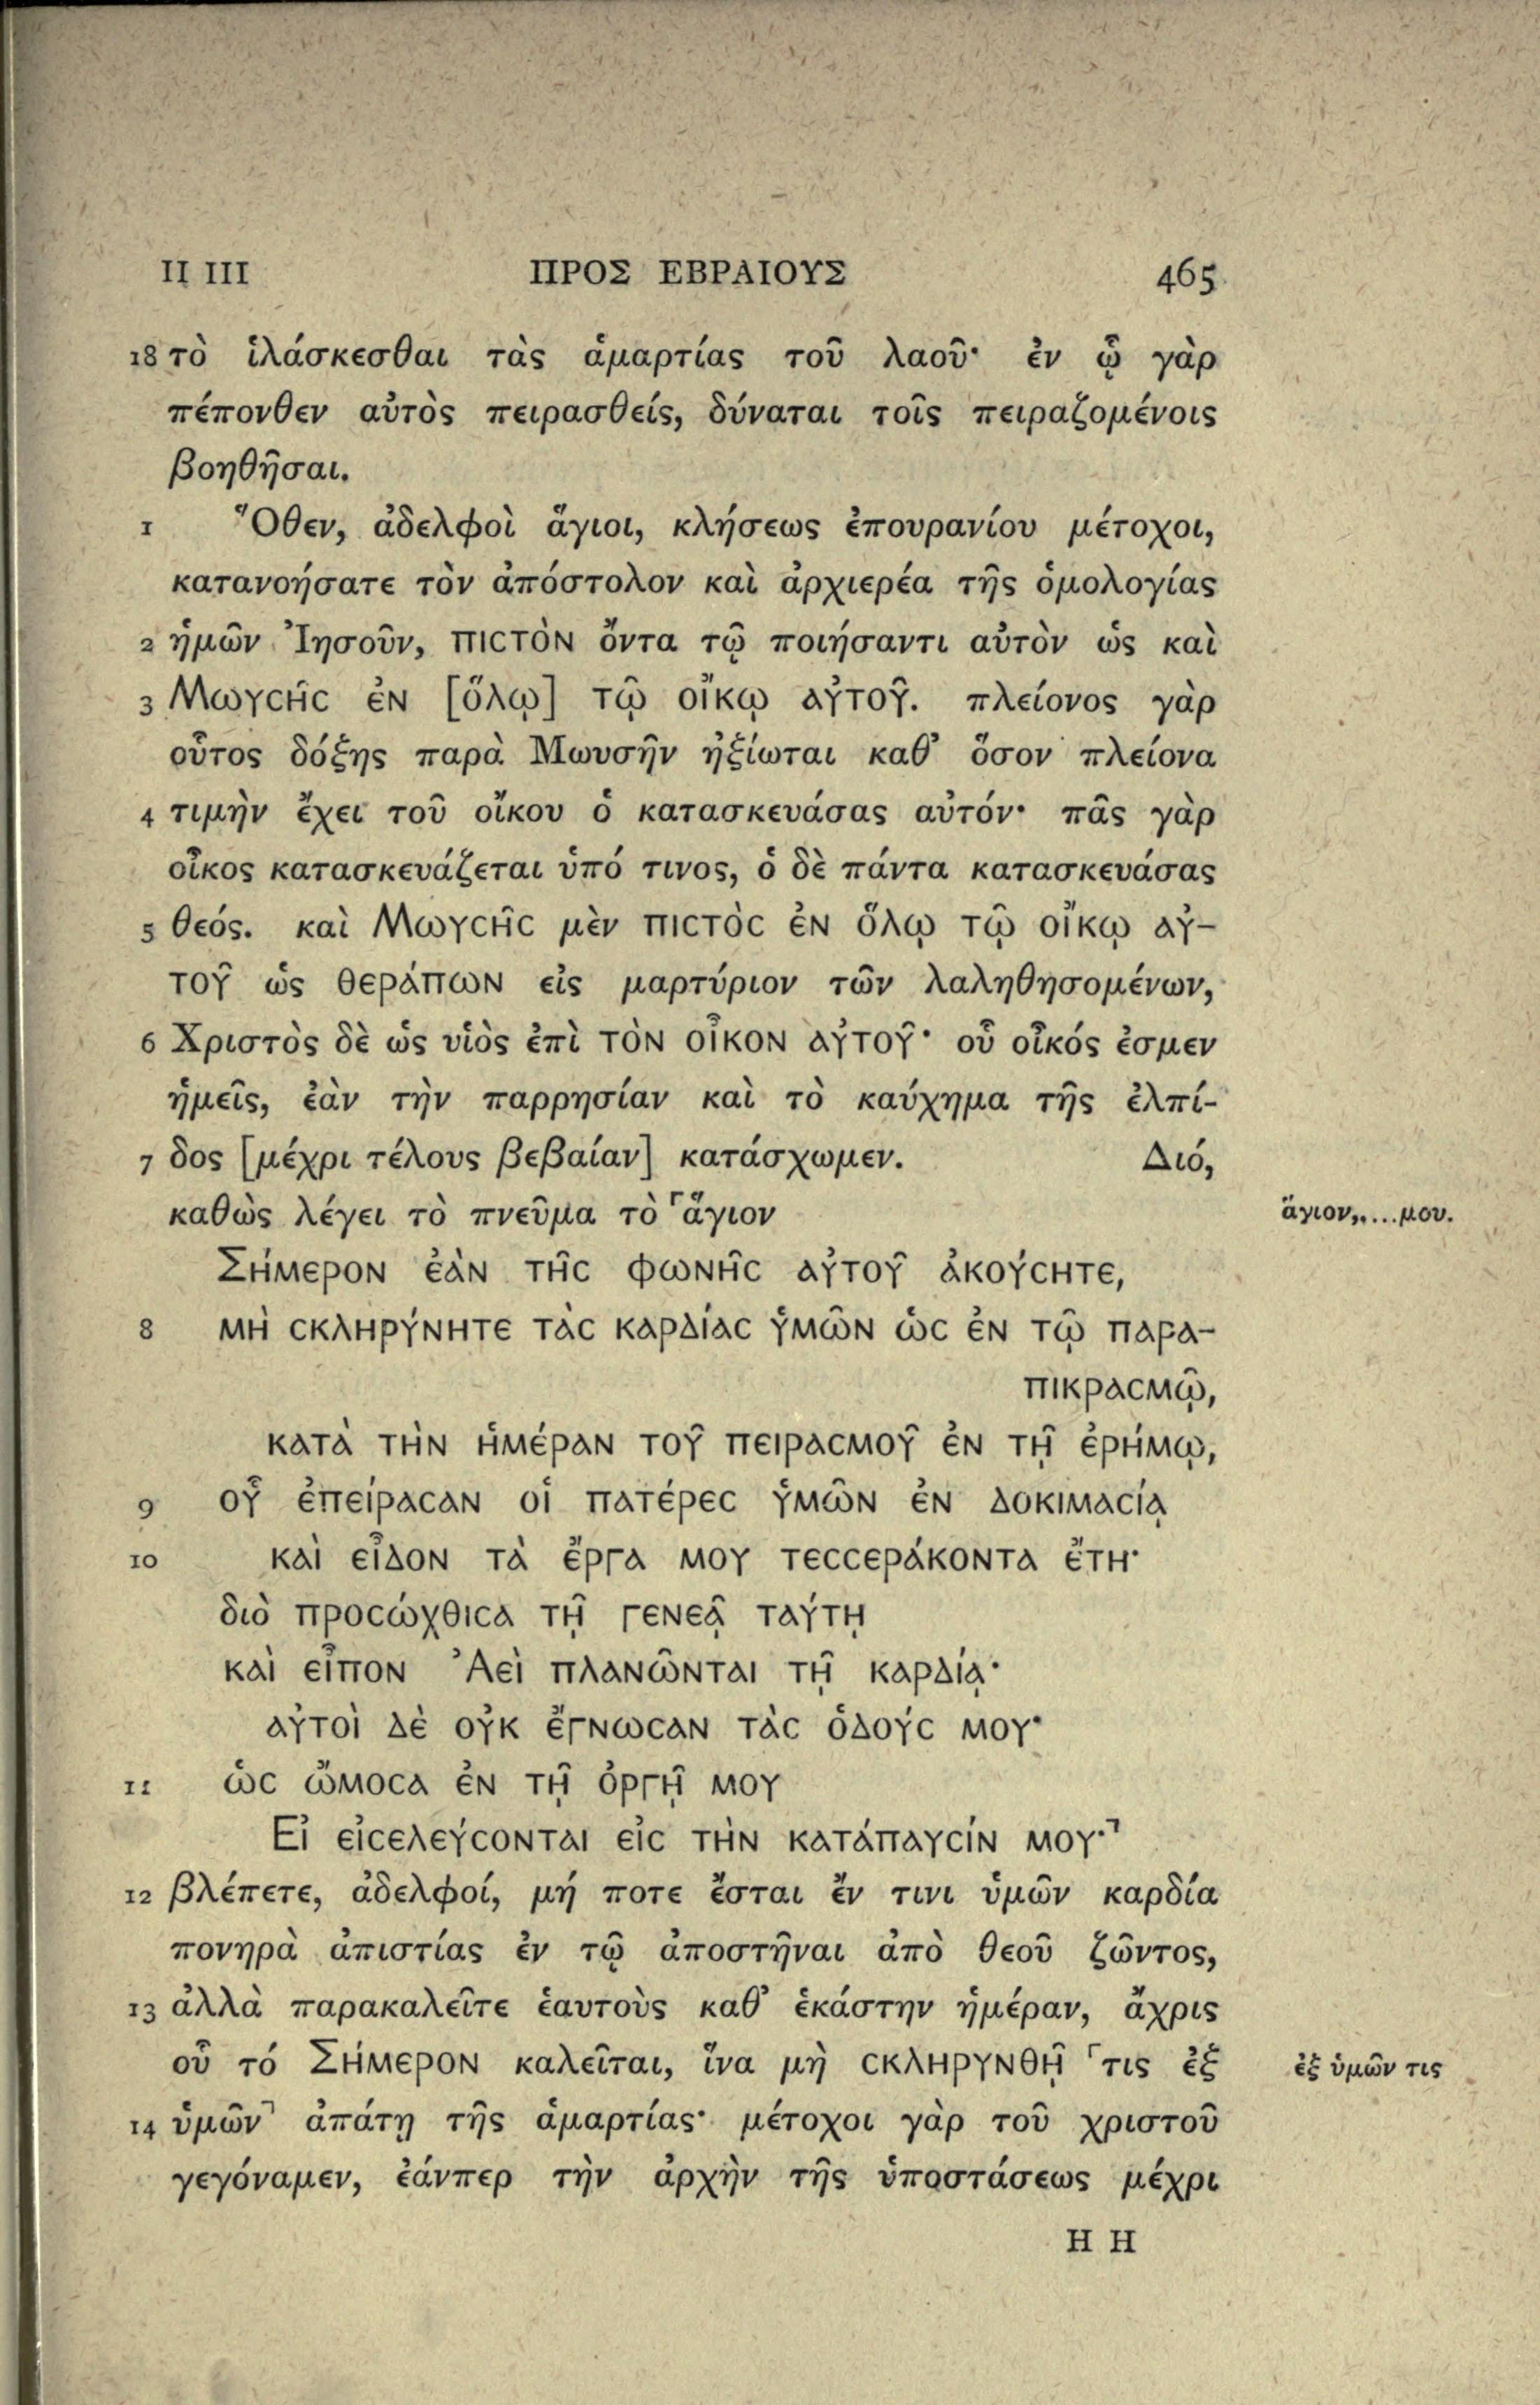 II III ΠΡΟΣ ΕΒΡΑΙΟΥΣ 465
18 τὸ ἱλάσκεσθαι τὰς ἁμαρτίας τοῦ λαοῦ· ἐν ᾧ γὰρ
πέπονθεν αὐτὸς πειρασθείς, δύναται τοῖς πειραζομένοις
βοηθῆσαι.
1 Ὅθεν, ἀδελφοὶ ἅγιοι, κλήσεως ἐπουρανίου μέτοχοι,
κατανοήσατε τὸν ἀπόστολον καὶ ἀρχιερέα τῆς ὁμολογίας
2 ἡμῶν Ἰησοῦν, πιστὸν ὄντα τῷ ποιήσαντι αὐτὸν ὡς καὶ
3 Μωυσῆς ἐν [ὅλῳ] τῷ οἴκῳ αὐτοῦ. πλείονος γὰρ
οὗτος δόξης παρὰ Μωυσῆν ἠξίωται καθ’ ὅσον πλείονα
4 τιμὴν ἔχει τοῦ οἴκου ὁ κατασκευάσας αὐτόν· πᾶς γὰρ
οἶκος κατασκευάζεται ὑπό τινος, ὁ δὲ πάντα κατασκευάσας
5 θεός. καὶ Μωυσῆς μὲν πιστὸς ἐν ὅλῳ τῷ οἴκῳ αὐ-
τοῦ ὡς θεράπων εἰς μαρτύριον τῶν λαληθησομένων,
6 Χριστὸς δὲ ὡς υἱὸς ἐπὶ τὸν οἶκον αὐτοῦ· οὗ οἶκός ἐσμεν
ἡμεῖς, ἐὰν τὴν παρρησίαν καὶ τὸ καύχημα τῆς ἐλπί-
7 δος [μέχρι τέλους βεβαίαν] κατάσχωμεν. Διό,
καθὼς λέγει τὸ πνεῦμα τὸ ⌜ἅγιον
ἅγιον,....μου.
Σήμερον ἐὰν τῆς φωνῆς αὐτοῦ ἀκούσητε,
8 μὴ σκληρύνητε τὰς καρδίας ὑμῶν ὡς ἐν τῷ παρα-
πικρασμῷ,
κατὰ τὴν ἡμέραν τοῦ πειρασμοῦ ἐν τῇ ἐρήμῳ,
9 οὗ ἐπείρασαν οἱ πατέρες ὑμῶν ἐν δοκιμασίᾳ
10 καὶ εἶδον τὰ ἔργα μου τεσσεράκοντα ἔτη·
διὸ προσώχθισα τῇ γενεᾷ ταύτῃ
καὶ εἶπον Ἀεὶ πλανῶνται τῇ καρδίᾳ·
αὐτοὶ δὲ οὐκ ἔγνωσαν τὰς ὁδούς μου·
11 ὡς ὤμοσα ἐν τῇ ὀργῇ μου
Εἰ εἰσελεύσονται εἰς τὴν κατάπαυσίν μου·⌝
12 βλέπετε, ἀδελφοί, μή ποτε ἔσται ἔν τινι ὑμῶν καρδία
πονηρὰ ἀπιστίας ἐν τῷ ἀποστῆναι ἀπὸ θεοῦ ζῶντος,
13 ἀλλὰ παρακαλεῖτε ἑαυτοὺς καθ’ ἑκάστην ἡμέραν, ἄχρις
οὗ τό Σήμερον καλεῖται, ἵνα μὴ σκληρυνθῇ ⌜τις ἐξ
ἐξ ὑμῶν τις
14 ὑμῶν⌝ ἀπάτῃ τῆς ἁμαρτίας· μέτοχοι γὰρ τοῦ χριστοῦ
γεγόναμεν, ἐάνπερ τὴν ἀρχὴν τῆς ὑποστάσεως μέχρι
H H